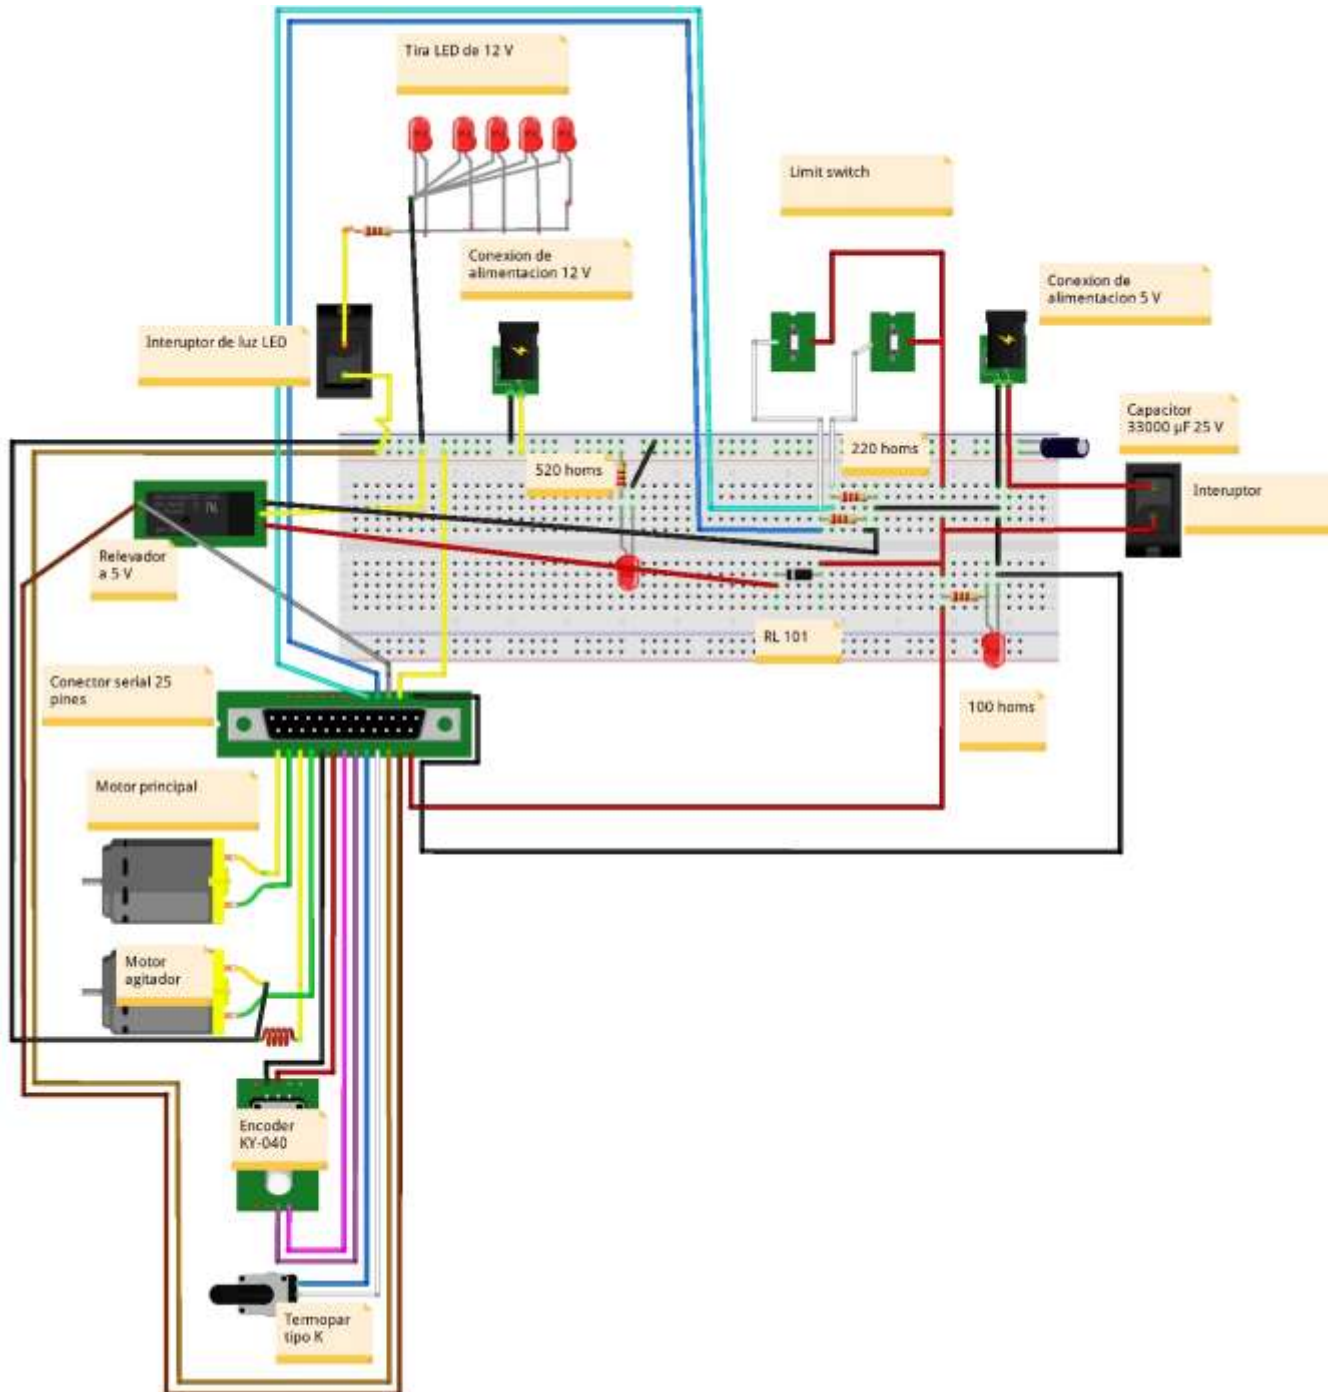 Tira LED de 12 V
Limit switch
Conexion de
alimentacion 12 V
Conexion de
alimentacion 5 V
Interuptor de luz LED
Capacitor
33000 µF 25 V
220 homs
520 homs
Interuptor
Relevador
a 5 V
RL 101
Conector serial 25
pines
100 homs
Motor principal
Motor
agitador
Encoder
KY-040
Termopar
tipo K